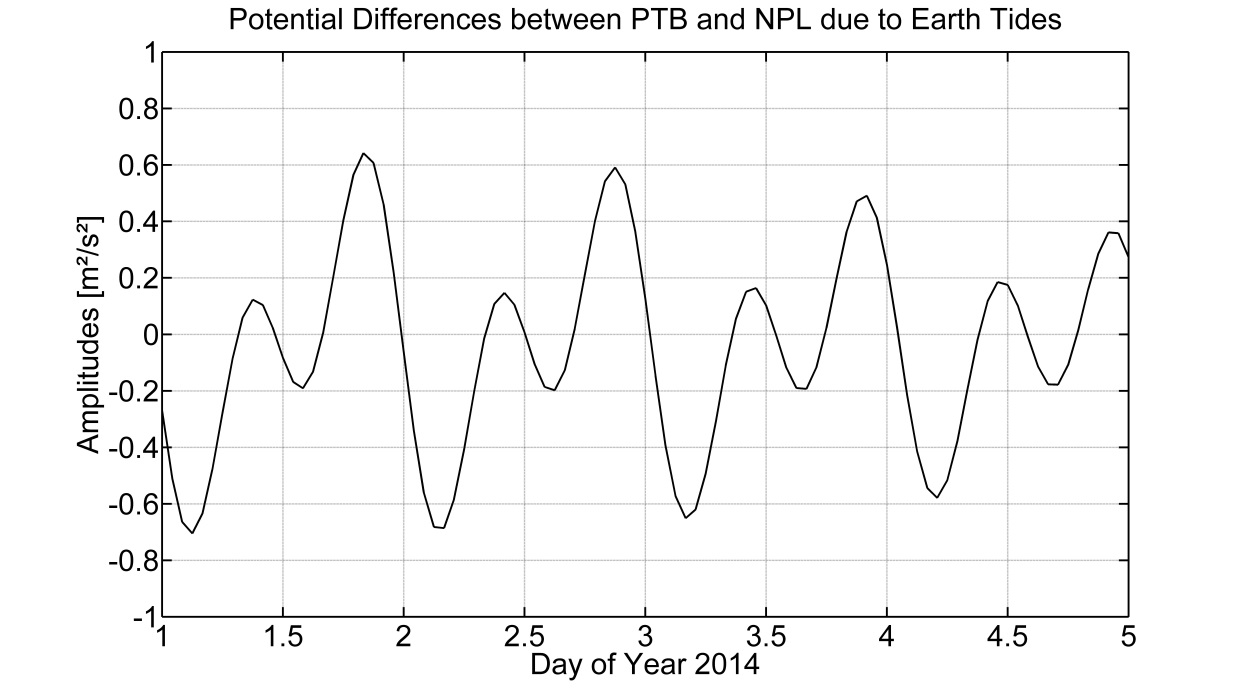 Potential Differences between PTB and NPL due to Earth Tides
1
0.8
0.6
0.4
0.2
0
-0.2
-0.4
-0.6
-0.8
-1
Amplitudes [m²/s²]
1 1.5 2 2.5 3 3.5 4 4.5 5
Day of Year 2014